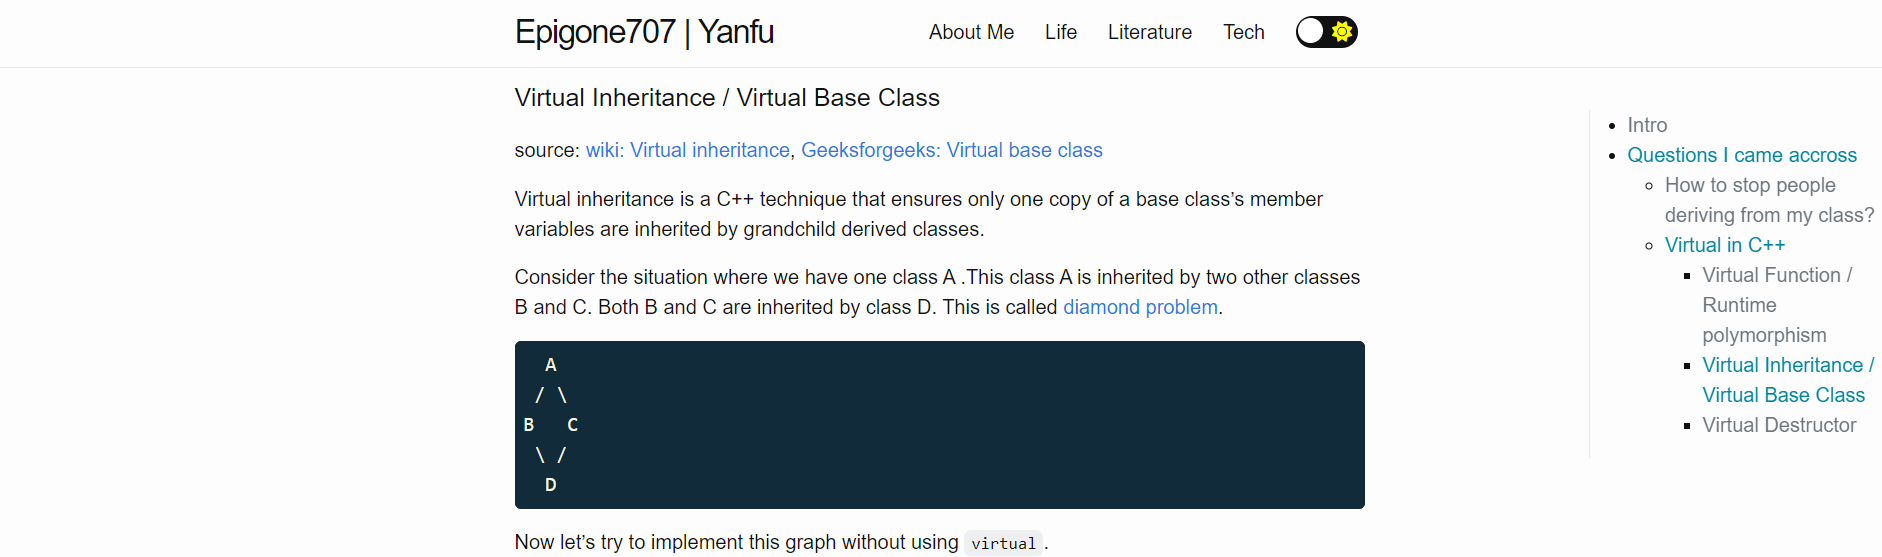 Epigone707 | Yanfu
About Me Life Literature Tech
Virtual Inheritance / Virtual Base Class
source: wiki: Virtual inheritance, Geeksforgeeks: Virtual base class
Virtual inheritance is a C++ technique that ensures only one copy of a base class’s member
variables are inherited by grandchild derived classes.
Consider the situation where we have one class A .This class A is inherited by two other classes
B and C. Both B and C are inherited by class D. This is called diamond problem.
A
/ \
B C
\ /
D
Now let’s try to implement this graph without using virtual.
Intro
Questions I came accross
How to stop people
deriving from my class?
Virtual in C++
Virtual Function /
Runtime
polymorphism
Virtual Inheritance /
Virtual Base Class
Virtual Destructor